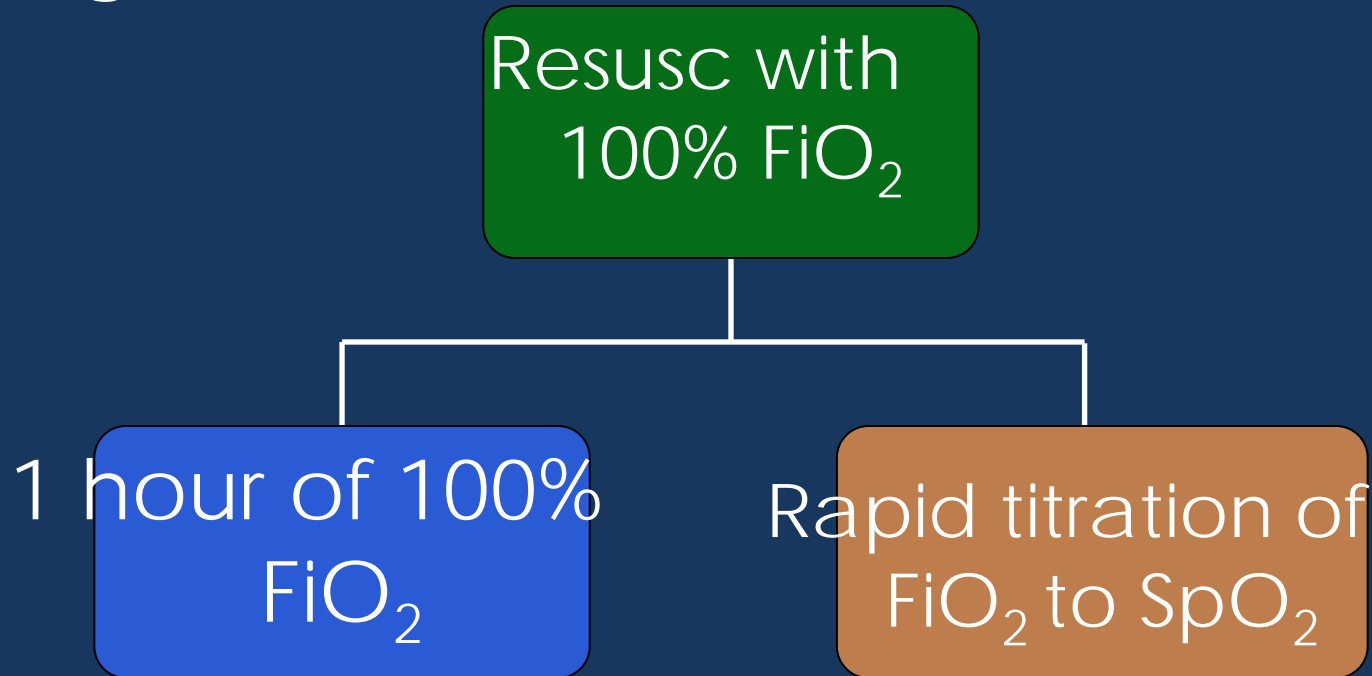 Resusc with
100% FiO₂
1 hour of 100%
FiO₂
Rapid titration of
FiO₂ to SpO₂